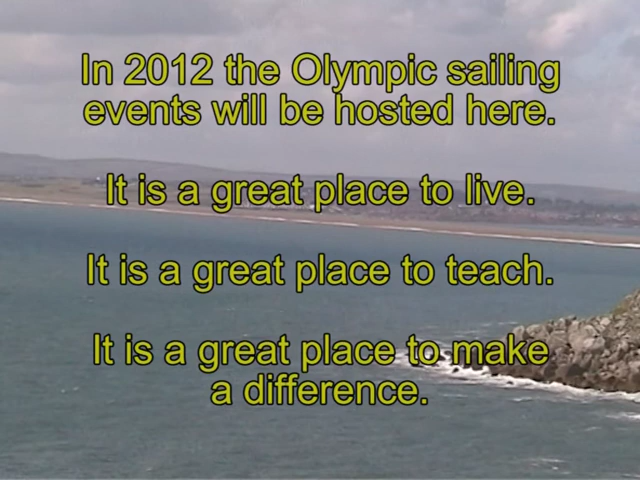 In 2012 the Olympic sailing
events will be hosted here.
It is a great place to live.
It is a great place to teach.
It is a great place to make
a difference.